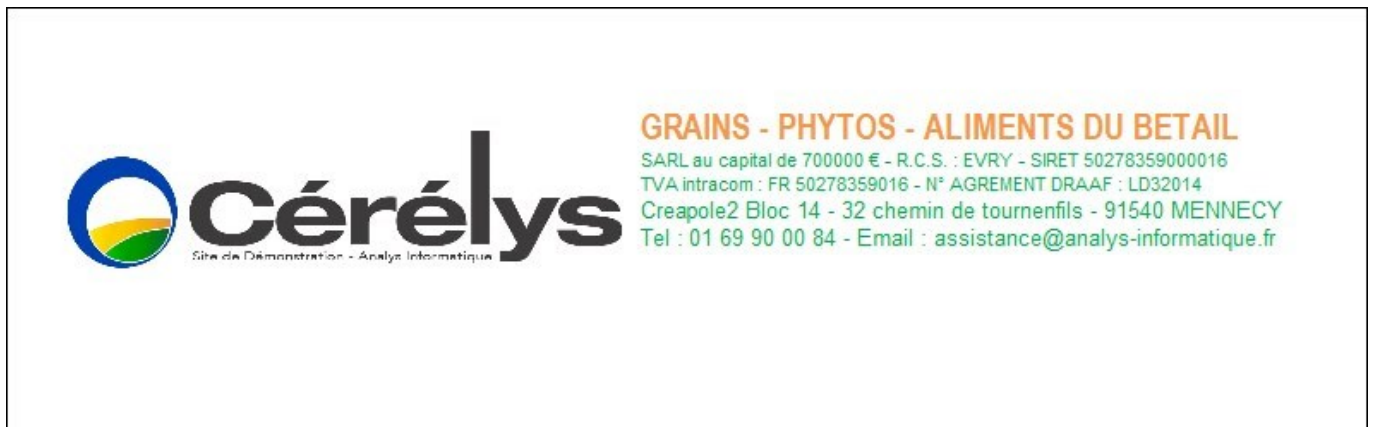 Cérélys
Site de Démonstration - Analys Informatique
GRAINS - PHYTOS - ALIMENTS DU BETAIL
SARL au capital de 700000 € - R.C.S. : EVRY - SIRET 50278359000016
TVA intracom : FR 50278359016 - N° AGREMENT DRAAF : LD32014
Creapole2 Bloc 14 - 32 chemin de tournenfils - 91540 MENNECY
Tel : 01 69 90 00 84 - Email : assistance@analys-informatique.fr